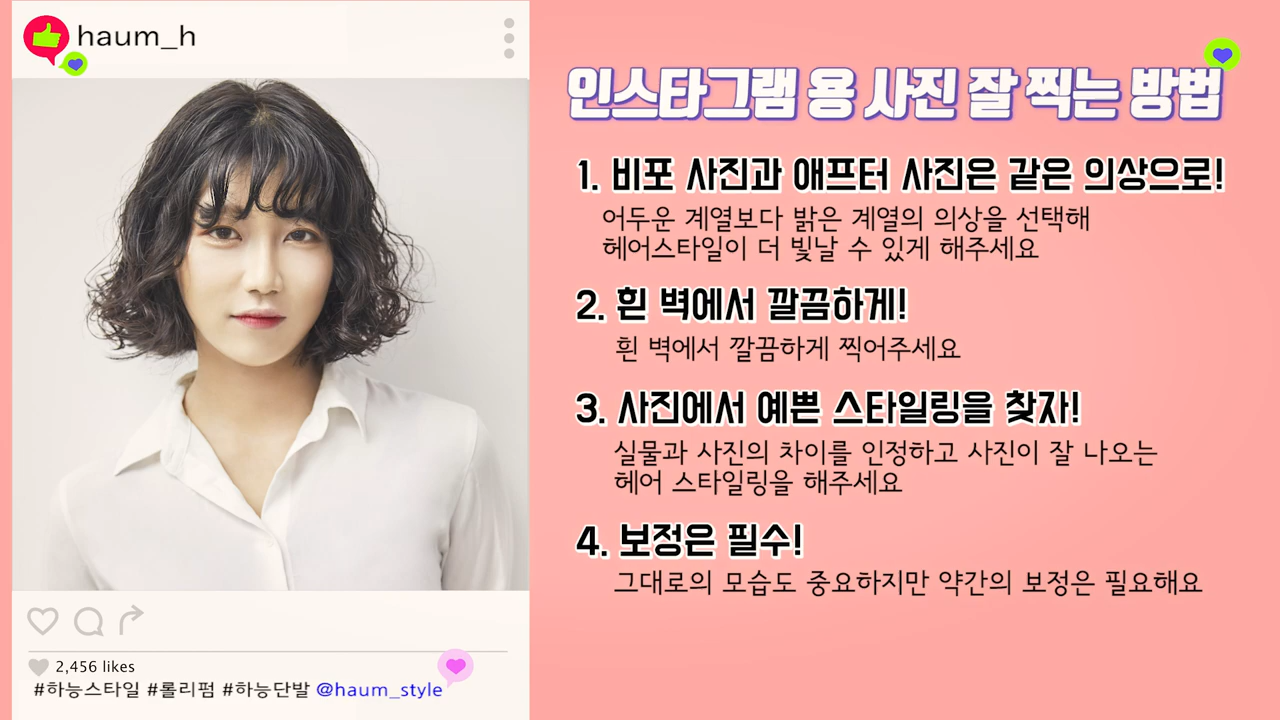 haum_h
2,456 likes
#하능스타일 #롤리펌 #하능단발 @haum_style
인스타그램 용 사진 잘 찍는 방법
1. 비포 사진과 애프터 사진은 같은 의상으로!
어두운 계열보다 밝은 계열의 의상을 선택해
헤어스타일이 더 빛날 수 있게 해주세요
2. 흰 벽에서 깔끔하게!
흰 벽에서 깔끔하게 찍어주세요
3. 사진에서 예쁜 스타일링을 찾자!
실물과 사진의 차이를 인정하고 사진이 잘 나오는
헤어 스타일링을 해주세요
4. 보정은 필수!
그대로의 모습도 중요하지만 약간의 보정은 필요해요